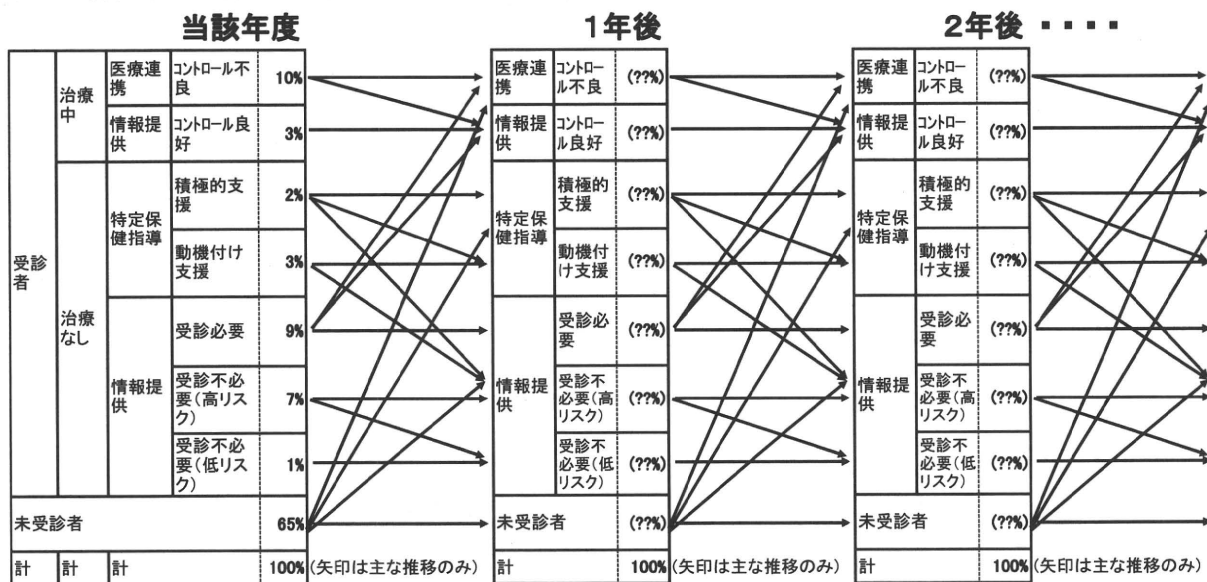 当該年度
1年後
2年後 ・・・・
受診者
治療中
医療連携
コントロール不良
10%
情報提供
コントロール良好
3%
治療なし
特定保健指導
積極的支援
2%
動機付け支援
3%
情報提供
受診必要
9%
受診不必要(高リスク)
7%
受診不必要(低リスク)
1%
未受診者
65%
計
計
計
100%
(矢印は主な推移のみ)
医療連携
コントロール不良
(??%)
情報提供
コントロール良好
(??%)
特定保健指導
積極的支援
(??%)
動機付け支援
(??%)
情報提供
受診必要
(??%)
受診不必要(高リスク)
(??%)
受診不必要(低リスク)
(??%)
未受診者
(??%)
計
100%
(矢印は主な推移のみ)
医療連携
コントロール不良
(??%)
情報提供
コントロール良好
(??%)
特定保健指導
積極的支援
(??%)
動機付け支援
(??%)
情報提供
受診必要
(??%)
受診不必要(高リスク)
(??%)
受診不必要(低リスク)
(??%)
未受診者
(??%)
計
100%
(矢印は主な推移のみ)